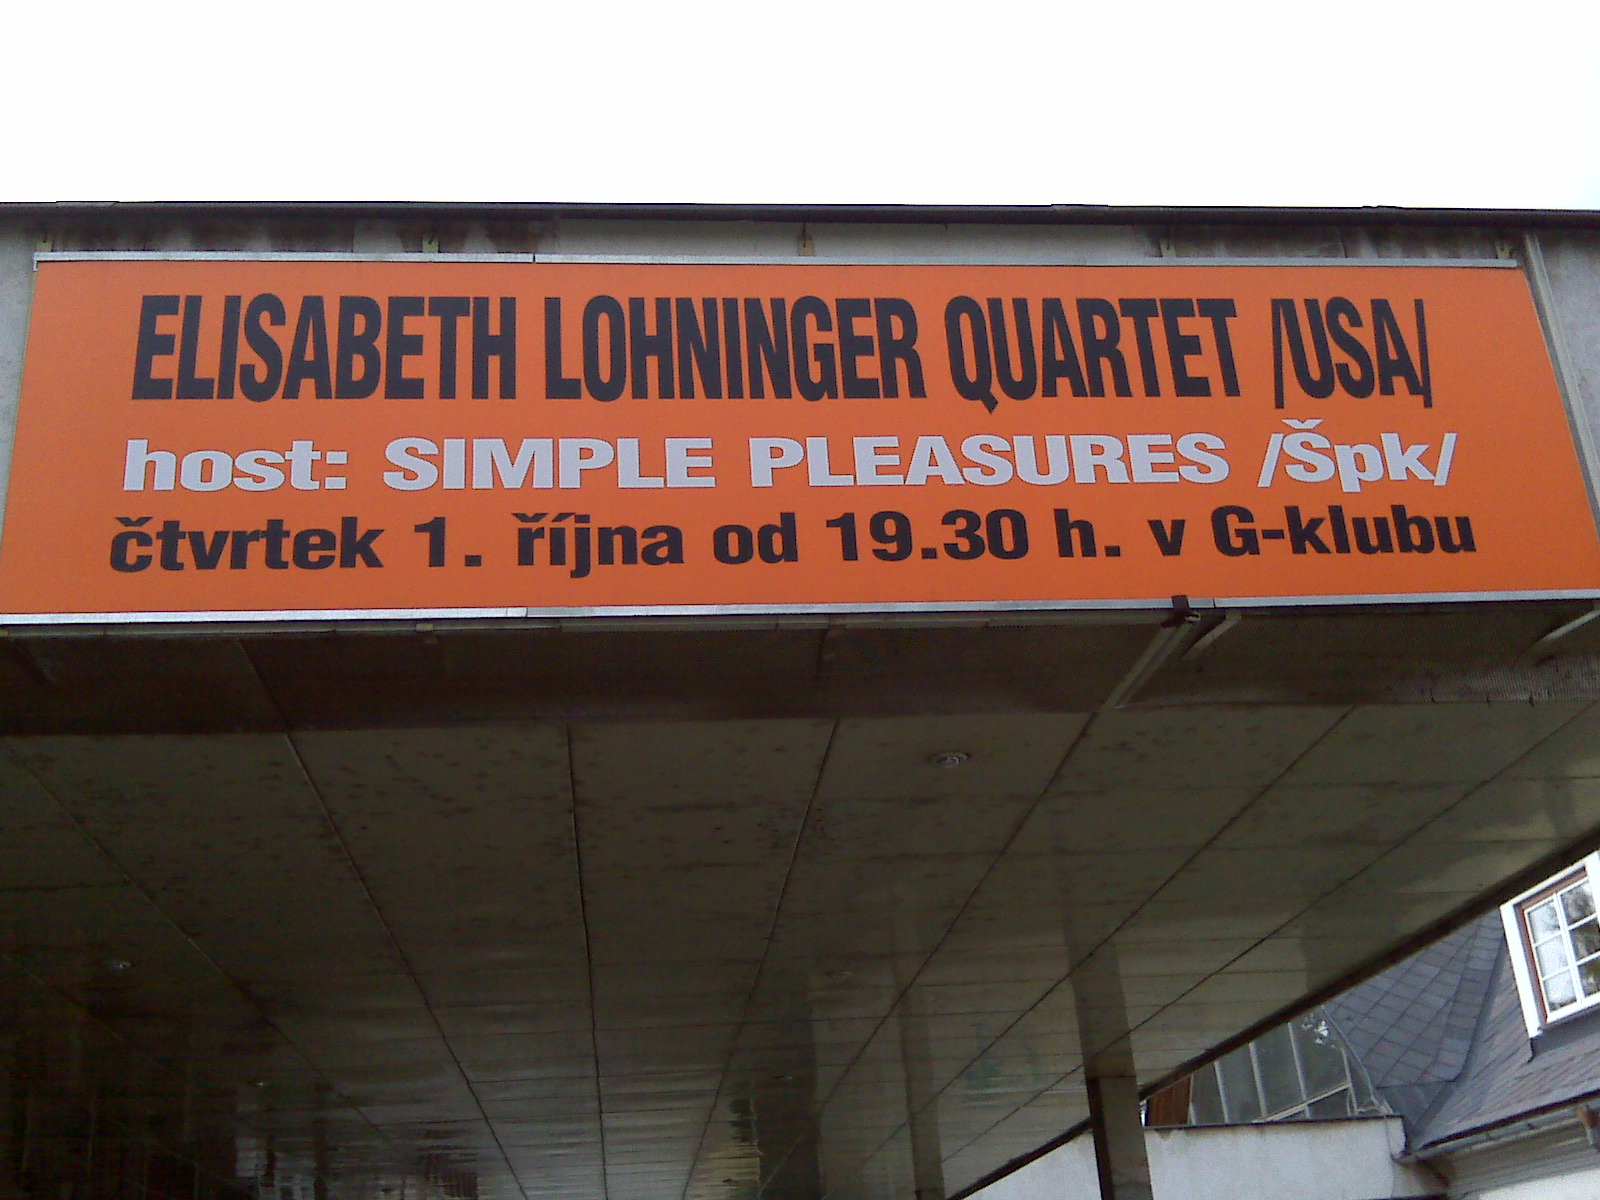 ELISABETH LOHNINGER QUARTET /USA/
host: SIMPLE PLEASURES /Špk/
čtvrtek 1. října od 19.30 h. v G-klubu